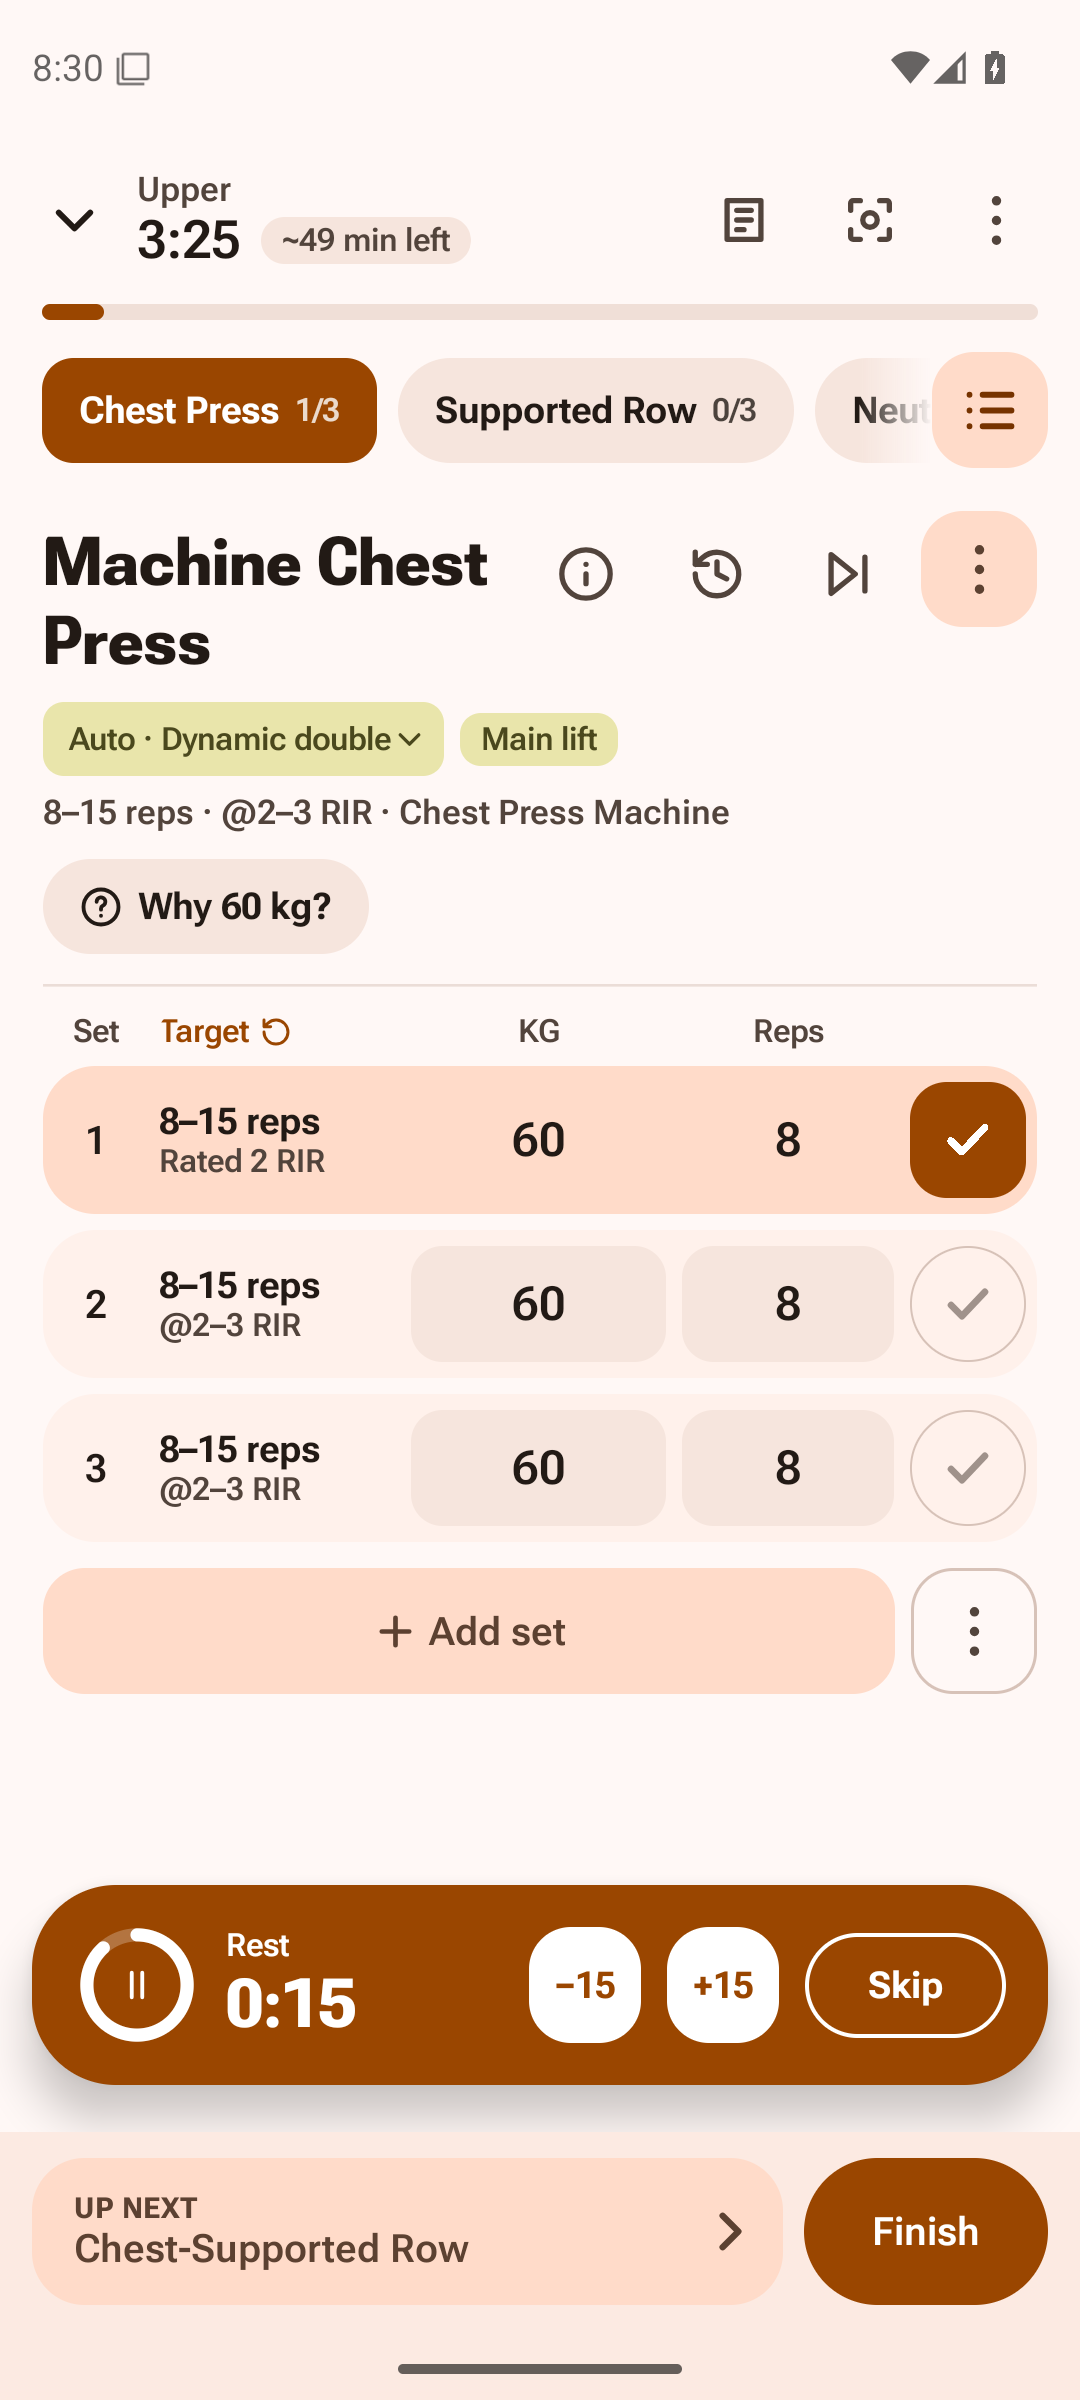 8:30
Upper
3:25 ~49 min left
Chest Press 1/3 Supported Row 0/3 Neut
Machine Chest
Press
Auto · Dynamic double Main lift
8–15 reps · @2–3 RIR · Chest Press Machine
Why 60 kg?
Set Target KG Reps
1 8–15 reps 60 8
Rated 2 RIR
2 8–15 reps 60 8
@2–3 RIR
3 8–15 reps 60 8
@2–3 RIR
+ Add set
Rest
0:15 −15 +15 Skip
UP NEXT
Chest-Supported Row
Finish